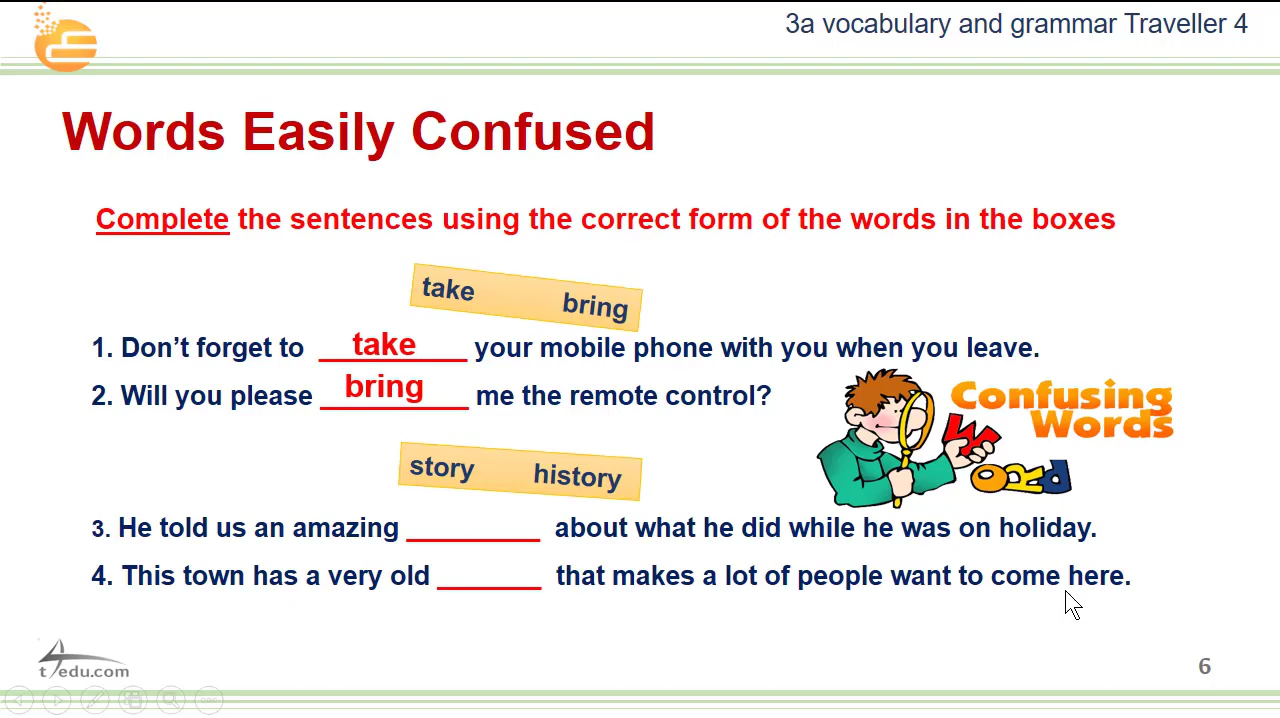 3a vocabulary and grammar Traveller 4
Words Easily Confused
Complete the sentences using the correct form of the words in the boxes
take bring
1. Don’t forget to take your mobile phone with you when you leave.
2. Will you please bring me the remote control?
Confusing
Words
WORD
story history
3. He told us an amazing _________ about what he did while he was on holiday.
4. This town has a very old _______ that makes a lot of people want to come here.
t4edu.com
6